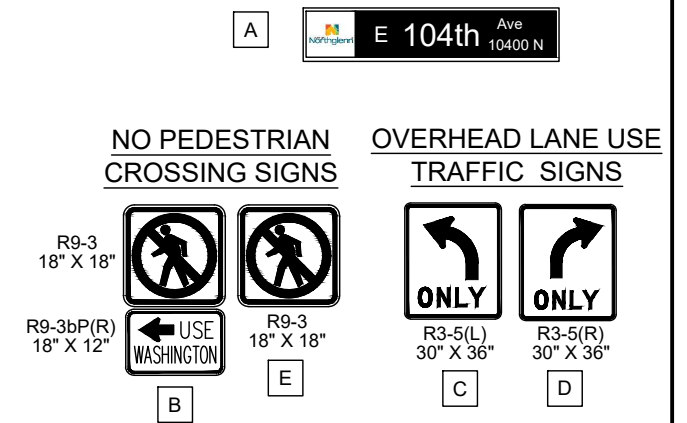 A
Northglenn
E 104th Ave
10400 N
NO PEDESTRIAN
CROSSING SIGNS
R9-3
18" X 18"
R9-3bP(R)
18" X 12"
USE
WASHINGTON
B
R9-3
18" X 18"
E
OVERHEAD LANE USE
TRAFFIC SIGNS
ONLY
R3-5(L)
30" X 36"
C
ONLY
R3-5(R)
30" X 36"
D